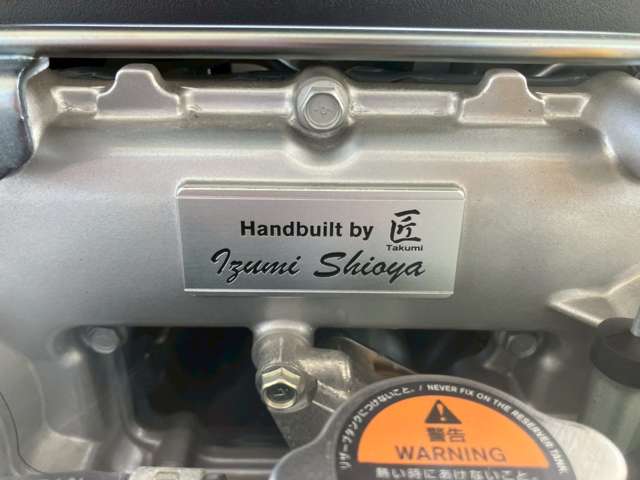 Handbuilt by 匠
Takumi
Izumi Shioya
リザーブタンクにつけないこと。/ NEVER FIX ON THE RESERVOIR TANK.
警告
WARNING
熱い時にあけないこと。